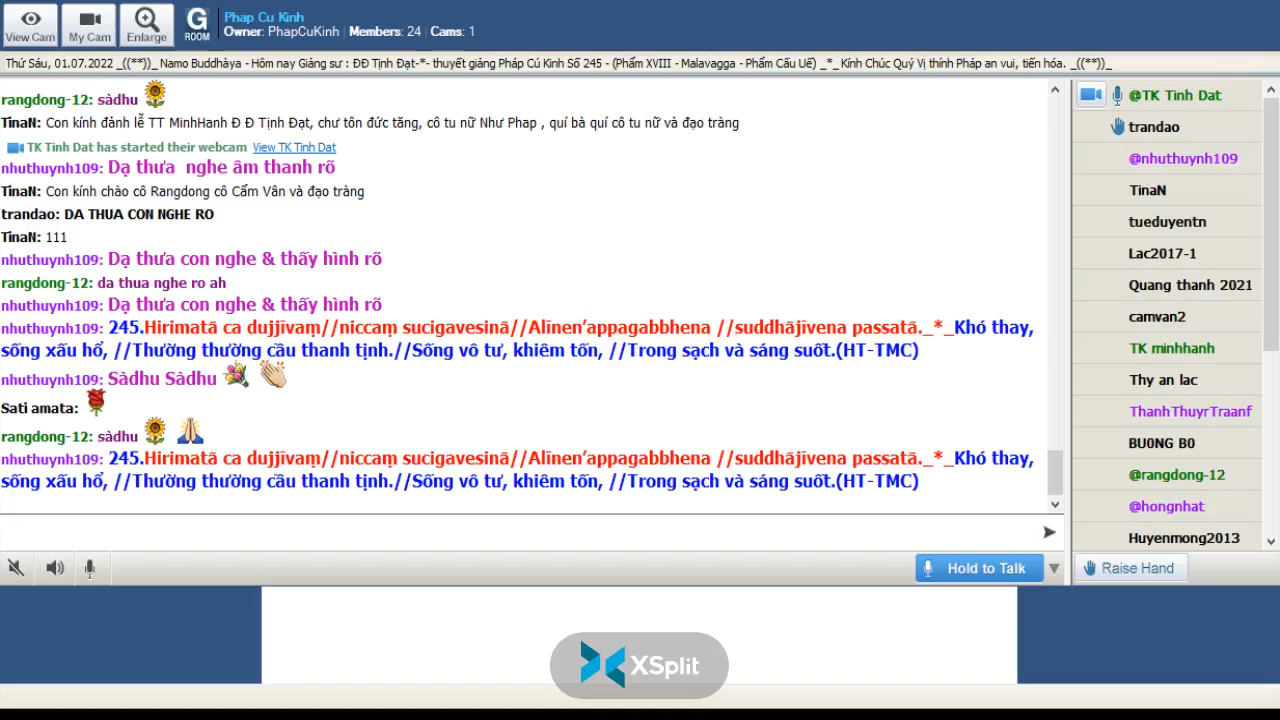 View Cam
My Cam
Enlarge
G
ROOM
Phap Cu Kinh
Owner: PhapCuKinh | Members: 24 | Cams: 1
Thứ Sáu, 01.07.2022 _((**))_ Namo Buddhàya - Hôm nay Giảng sư : ĐĐ Tịnh Đạt-*- thuyết giảng Pháp Cú Kinh Số 245 - (Phẩm XVIII - Malavagga - Phẩm Cấu Uế) _*_ Kính Chúc Quý Vị thính Pháp an vui, tiến hóa. _((**))_
rangdong-12: sàdhu
TinaN: Con kính đảnh lễ TT MinhHanh Đ Đ Tịnh Đạt, chư tôn đức tăng, cô tu nữ Như Phap , quí bà quí cô tu nữ và đạo tràng
TK Tinh Dat has started their webcam View TK Tinh Dat
nhuthuynh109: Dạ thưa nghe âm thanh rõ
TinaN: Con kính chào cô Rangdong cô Cẩm Vân và đạo tràng
trandao: DA THUA CON NGHE RO
TinaN: 111
nhuthuynh109: Dạ thưa con nghe & thấy hình rõ
rangdong-12: da thua nghe ro ah
nhuthuynh109: Dạ thưa con nghe & thấy hình rõ
nhuthuynh109: 245.Hirimatā ca dujjīvaṃ//niccaṃ sucigavesinā//Alīnen’appagabbhena //suddhājīvena passatā._*_Khó thay,
sống xấu hổ, //Thường thường cầu thanh tịnh.//Sống vô tư, khiêm tốn, //Trong sạch và sáng suốt.(HT-TMC)
nhuthuynh109: Sàdhu Sàdhu
Sati amata:
rangdong-12: sàdhu
nhuthuynh109: 245.Hirimatā ca dujjīvaṃ//niccaṃ sucigavesinā//Alīnen’appagabbhena //suddhājīvena passatā._*_Khó thay,
sống xấu hổ, //Thường thường cầu thanh tịnh.//Sống vô tư, khiêm tốn, //Trong sạch và sáng suốt.(HT-TMC)
@TK Tinh Dat
trandao
@nhuthuynh109
TinaN
tueduyentn
Lac2017-1
Quang thanh 2021
camvan2
TK minhhanh
Thy an lac
ThanhThuyrTraanf
BU0NG B0
@rangdong-12
@hongnhat
Huyenmong2013
Hold to Talk
Raise Hand
XSplit